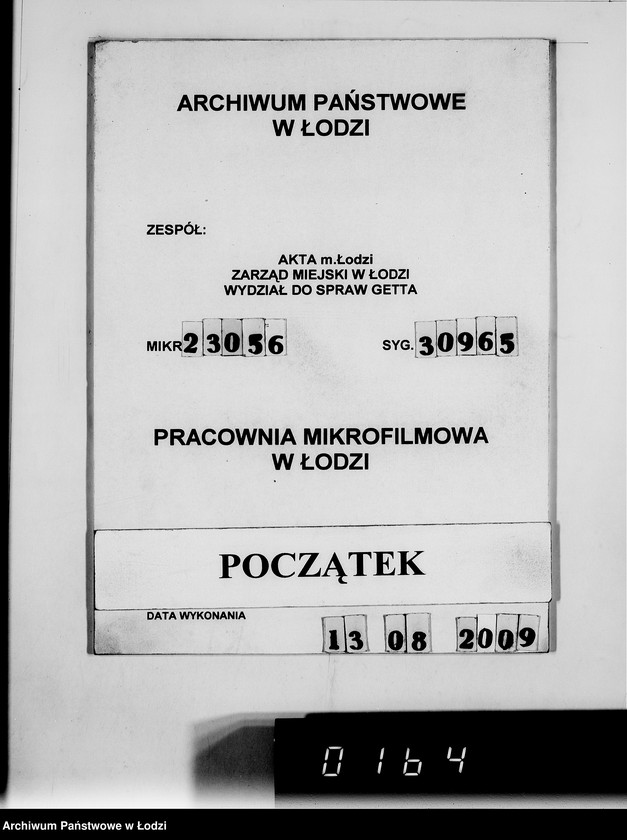 ARCHIWUM PAŃSTWOWE
W ŁODZI
ZESPÓŁ:
AKTA m.Łodzi
ZARZĄD MIEJSKI W ŁODZI
WYDZIAŁ DO SPRAW GETTA
MIKR 23056 SYG. 30965
PRACOWNIA MIKROFILMOWA
W ŁODZI
POCZĄTEK
DATA WYKONANIA
13 08 2009
0164
Archiwum Państwowe w Łodzi